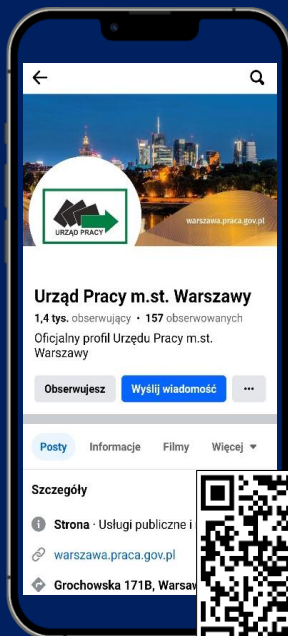 URZĄD PRACY
warszawa.praca.gov.pl
Urząd Pracy m.st. Warszawy
1,4 tys. obserwujący • 157 obserwowanych
Oficjalny profil Urzędu Pracy m.st.
Warszawy
Obserwujesz
Wyślij wiadomość
Posty Informacje Filmy Więcej
Szczegóły
Strona · Usługi publiczne i
warszawa.praca.gov.pl
Grochowska 171B, Warsaw